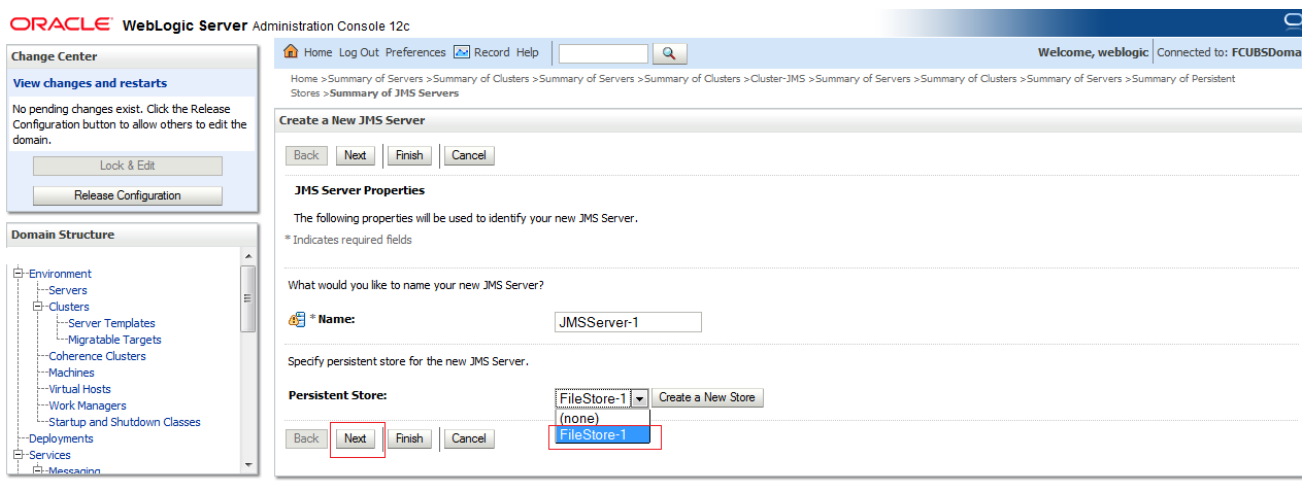 ORACLE WebLogic Server Administration Console 12c
Change Center
View changes and restarts
No pending changes exist. Click the Release
Configuration button to allow others to edit the
domain.
Lock & Edit
Release Configuration
Domain Structure
Environment
Servers
Clusters
Server Templates
Migratable Targets
Coherence Clusters
Machines
Virtual Hosts
Work Managers
Startup and Shutdown Classes
Deployments
Services
Messaging
Home Log Out Preferences Record Help
Welcome, weblogic Connected to: FCUBSDoma
Home >Summary of Servers >Summary of Clusters >Summary of Servers >Summary of Clusters >Cluster-JMS >Summary of Servers >Summary of Clusters >Summary of Servers >Summary of Persistent
Stores >Summary of JMS Servers
Create a New JMS Server
Back Next Finish Cancel
JMS Server Properties
The following properties will be used to identify your new JMS Server.
* Indicates required fields
What would you like to name your new JMS Server?
* Name: JMSServer-1
Specify persistent store for the new JMS Server.
Persistent Store: FileStore-1 Create a New Store
(none)
FileStore-1
Back Next Finish Cancel